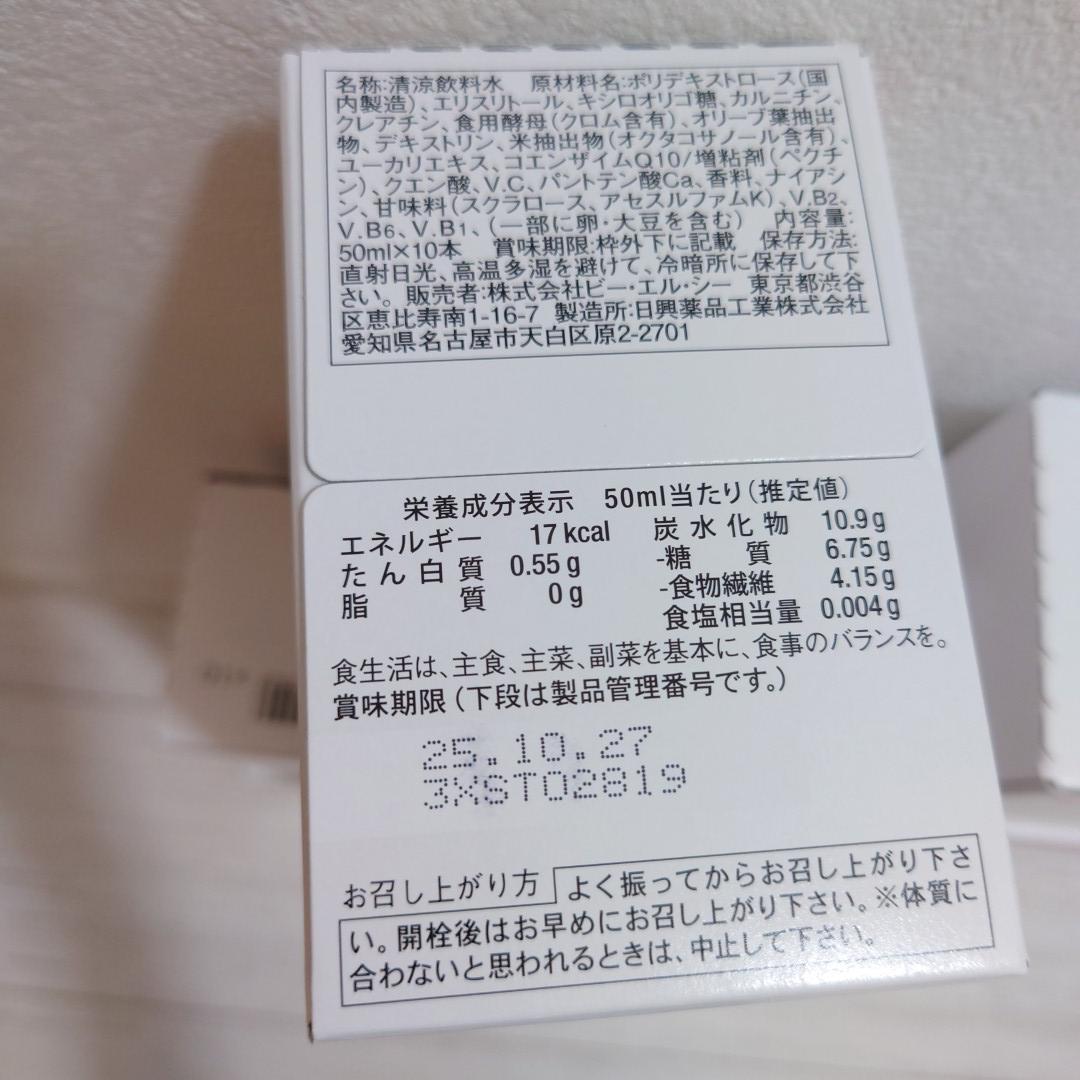 名称:清涼飲料水　原材料名:ポリデキストロース(国
内製造)、エリスリトール、キシロオリゴ糖、カルニチン、
クレアチン、食用酵母(クロム含有)、オリーブ葉抽出
物、デキストリン、米抽出物(オクタコサノール含有)、
ユーカリエキス、コエンザイムQ10/増粘剤(ペクチ
ン)、クエン酸、V.C、パントテン酸Ca、香料、ナイアシ
ン、甘味料(スクラロース、アセスルファムK)、V.B2、
V.B6、V.B1、(一部に卵・大豆を含む)　内容量:
50ml×10本　賞味期限:枠外下に記載　保存方法:
直射日光、高温多湿を避けて、冷暗所に保存して下
さい。販売者:株式会社ビー・エル・シー　東京都渋谷
区恵比寿南1-16-7 製造所:日興薬品工業株式会社
愛知県名古屋市天白区原2-2701
栄養成分表示　50ml当たり(推定値)
エネルギー　17kcal　炭水化物　10.9g
たん白質　0.55g　-糖質　6.75g
脂質　0g　-食物繊維　4.15g
食塩相当量　0.004g
食生活は、主食、主菜、副菜を基本に、食事のバランスを。
賞味期限(下段は製品管理番号です。)
25.10.27
3XST02819
お召し上がり方　よく振ってからお召し上がり下さ
い。開栓後はお早めにお召し上がり下さい。※体質に
合わないと思われるときは、中止して下さい。